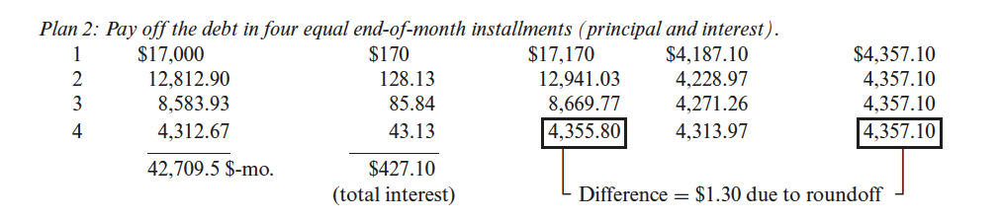 Plan 2: Pay off the debt in four equal end-of-month installments (principal and interest).
1 $17,000 $170 $17,170 $4,187.10 $4,357.10
2 12,812.90 128.13 12,941.03 4,228.97 4,357.10
3 8,583.93 85.84 8,669.77 4,271.26 4,357.10
4 4,312.67 43.13 4,355.80 4,313.97 4,357.10
42,709.5 $-mo. $427.10
(total interest) Difference = $1.30 due to roundoff